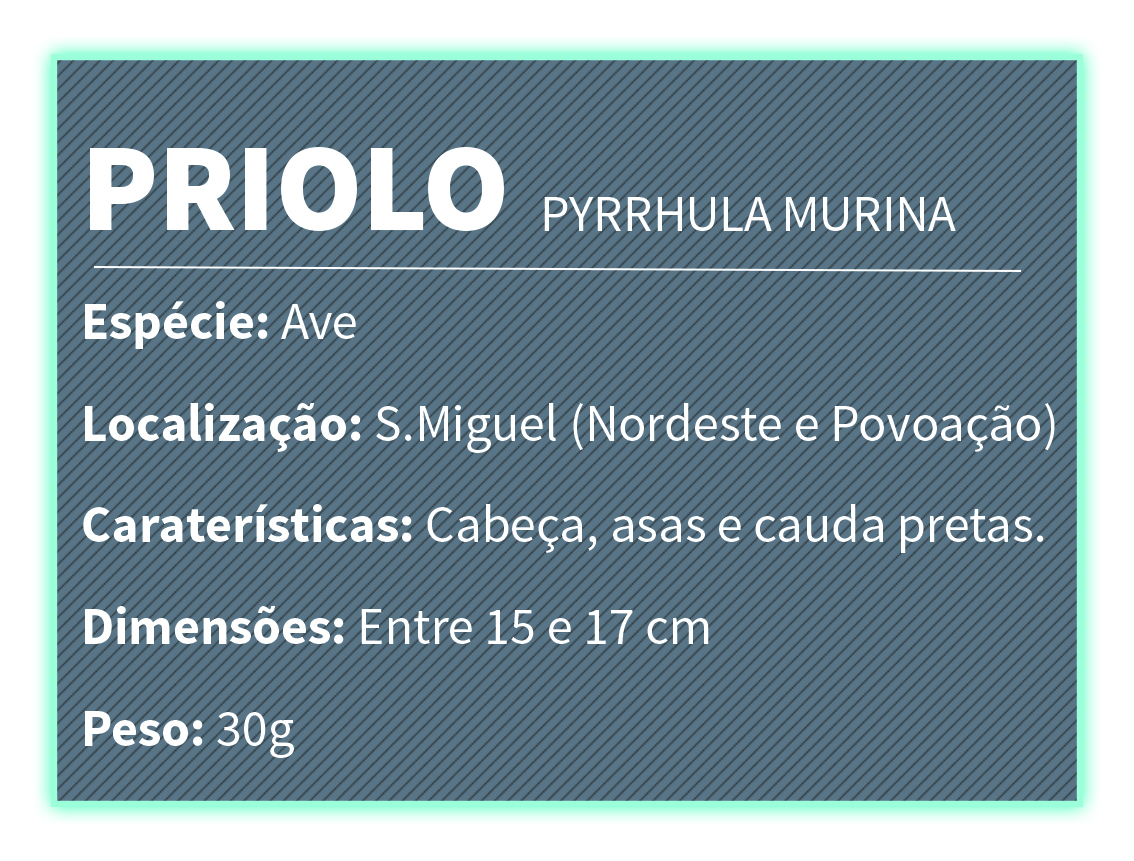 PRIOLO PYRRHULA MURINA
Espécie: Ave
Localização: S.Miguel (Nordeste e Povoação)
Caraterísticas: Cabeça, asas e cauda pretas.
Dimensões: Entre 15 e 17 cm
Peso: 30g